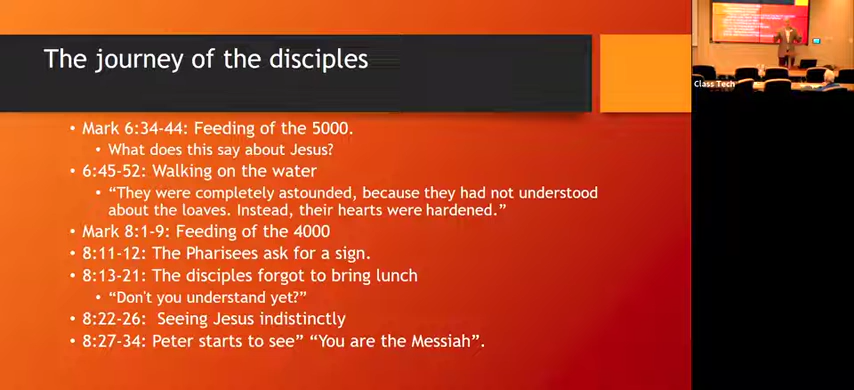 The journey of the disciples
• Mark 6:34-44: Feeding of the 5000.
• What does this say about Jesus?
• 6:45-52: Walking on the water
• “They were completely astounded, because they had not understood
about the loaves. Instead, their hearts were hardened.”
• Mark 8:1-9: Feeding of the 4000
• 8:11-12: The Pharisees ask for a sign.
• 8:13-21: The disciples forgot to bring lunch
• “Don't you understand yet?”
• 8:22-26: Seeing Jesus indistinctly
• 8:27-34: Peter starts to see” “You are the Messiah”.
Class Tech